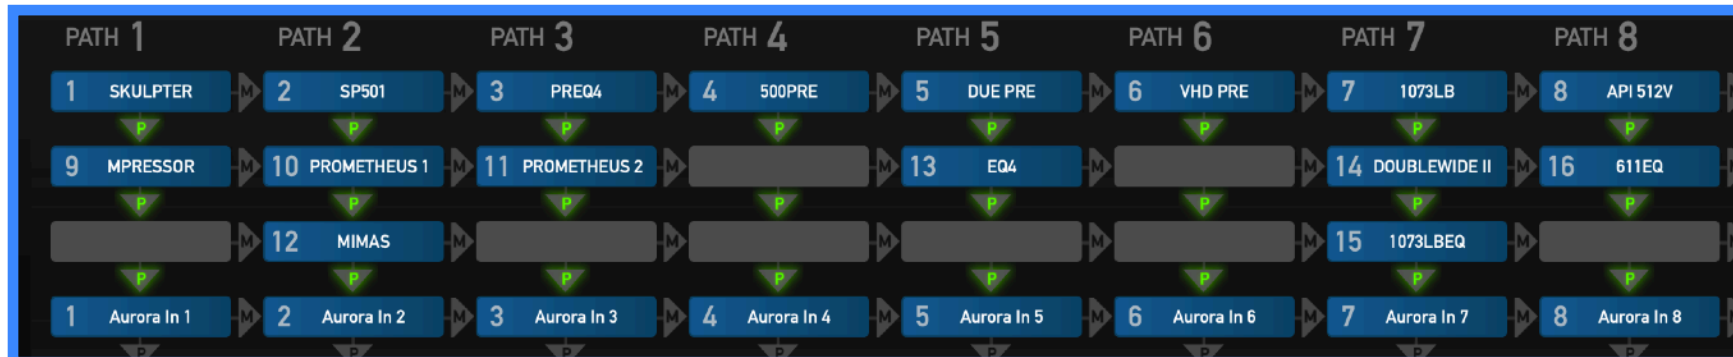 PATH 1 PATH 2 PATH 3 PATH 4 PATH 5 PATH 6 PATH 7 PATH 8
1 SKULPTER M 2 SP501 M 3 PREQ4 M 4 500PRE M 5 DUE PRE M 6 VHD PRE M 7 1073LB M 8 API 512V
P P P P P P P P
9 MPRESSOR M 10 PROMETHEUS 1 M 11 PROMETHEUS 2 M M 13 EQ4 M M 14 DOUBLEWIDE II M 16 611EQ
P P P P P P P P
M 12 MIMAS M M M M M 15 1073LBEQ M
P P P P P P P P
1 Aurora In 1 M 2 Aurora In 2 M 3 Aurora In 3 M 4 Aurora In 4 M 5 Aurora In 5 M 6 Aurora In 6 M 7 Aurora In 7 M 8 Aurora In 8
P P P P P P P P